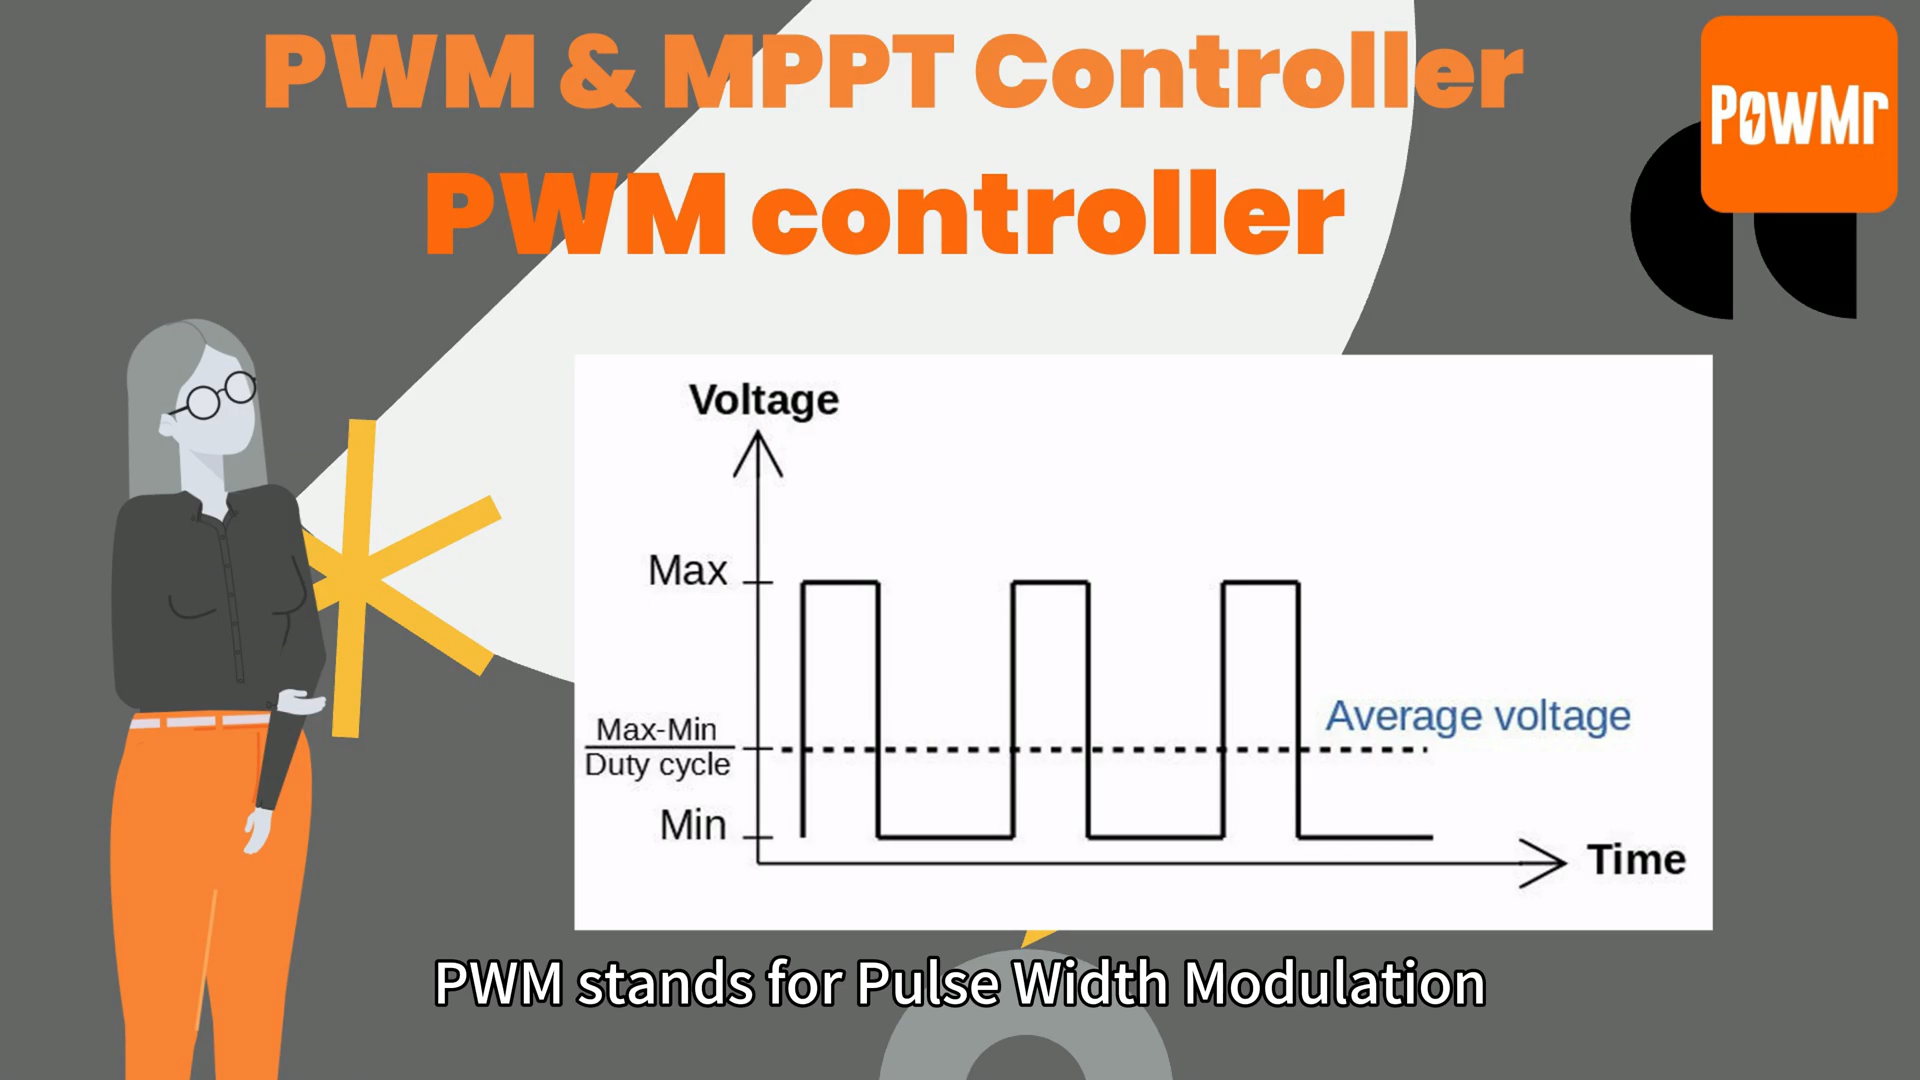 PWM & MPPT Controller
PowMr
PWM controller
Voltage
Max
Average voltage
Max-Min
Duty cycle
Min
Time
PWM stands for Pulse Width Modulation